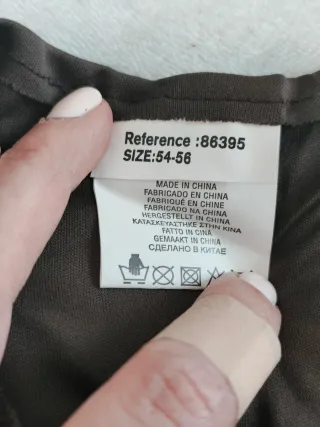 Reference :86395
SIZE:54-56
MADE IN CHINA
FABRICADO EN CHINA
FABRIQUÉ EN CHINE
FABRICADO NA CHINA
HERGESTELLT IN CHINA
ΚΑΤΑΣΚΕΥΑΣΤΗΚΕ ΣΤΗΝ ΚΙΝΑ
FATTO IN CINA
GEMAAKT IN CHINA
СДЕЛАНО В КИТАЕ